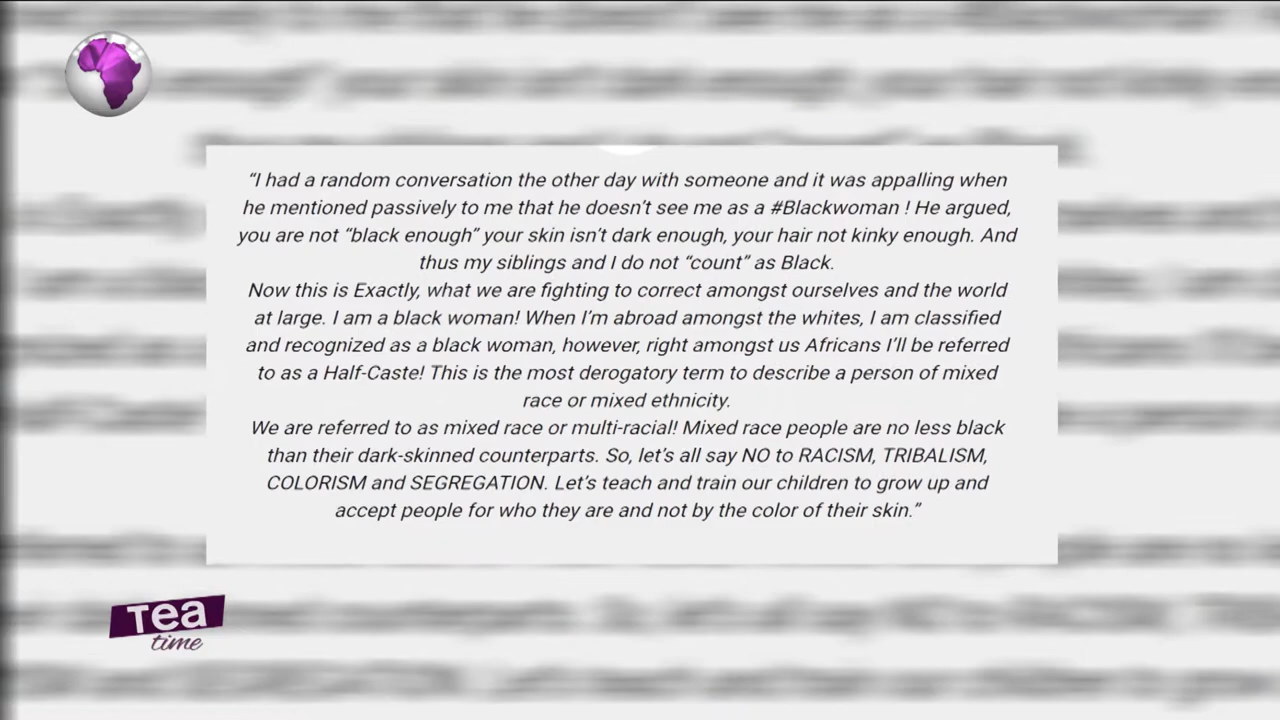 “I had a random conversation the other day with someone and it was appalling when
he mentioned passively to me that he doesn’t see me as a #Blackwoman ! He argued,
you are not “black enough” your skin isn’t dark enough, your hair not kinky enough. And
thus my siblings and I do not “count” as Black.
Now this is Exactly, what we are fighting to correct amongst ourselves and the world
at large. I am a black woman! When I’m abroad amongst the whites, I am classified
and recognized as a black woman, however, right amongst us Africans I’ll be referred
to as a Half-Caste! This is the most derogatory term to describe a person of mixed
race or mixed ethnicity.
We are referred to as mixed race or multi-racial! Mixed race people are no less black
than their dark-skinned counterparts. So, let’s all say NO to RACISM, TRIBALISM,
COLORISM and SEGREGATION. Let’s teach and train our children to grow up and
accept people for who they are and not by the color of their skin.”
Tea
time